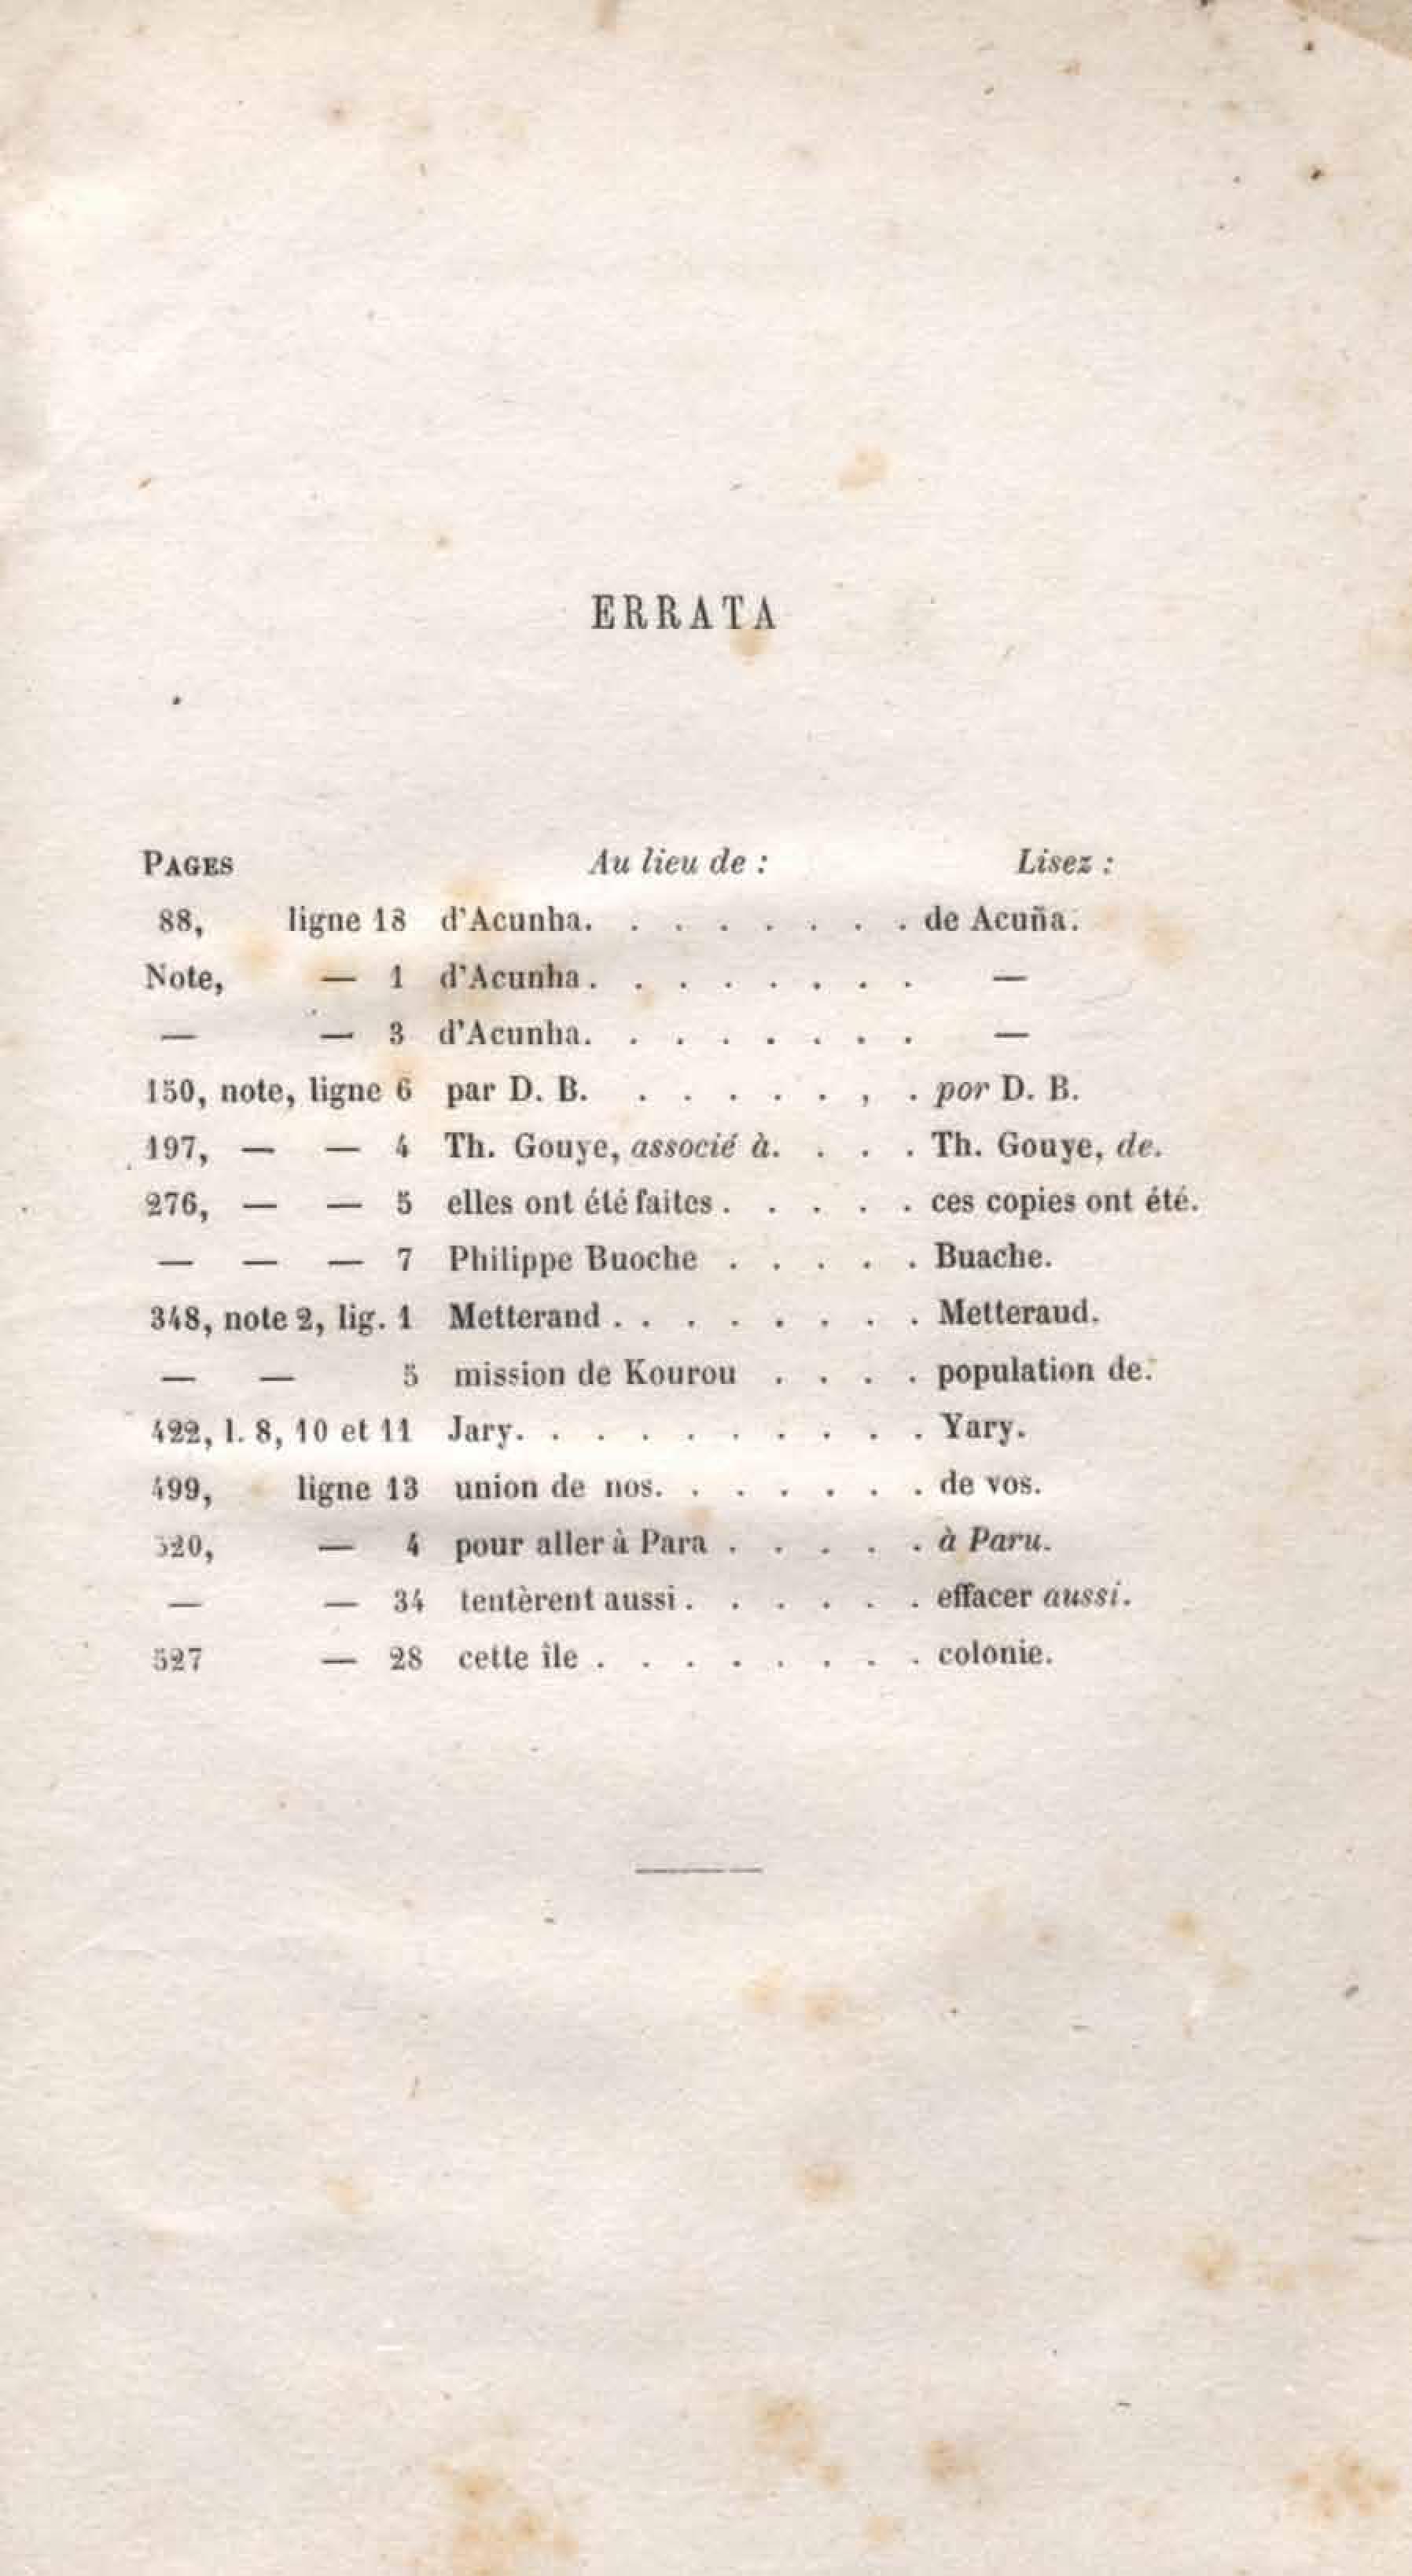 ERRATA
PAGES Au lieu de : Lisez :
88, ligne 13 d'Acunha. . . . . . . . de Acuña.
Note, — 1 d'Acunha. . . . . . . . —
— — 3 d'Acunha. . . . . . . . —
150, note, ligne 6 par D. B. . . . . . , . por D. B.
197, — — 4 Th. Gouye, associé à. . . . Th. Gouye, de.
276, — — 5 elles ont été faites . . . . . ces copies ont été.
— — — 7 Philippe Buoche . . . . . Buache.
348, note 2, lig. 1 Metterand . . . . . . . . Metteraud.
— — 5 mission de Kourou . . . . population de.
422, l. 8, 10 et 11 Jary. . . . . . . . . . Yary.
499, ligne 13 union de nos. . . . . . . de vos.
520, — 4 pour aller à Para . . . . . à Paru.
— — 34 tentèrent aussi . . . . . . effacer aussi.
527 — 28 cette île . . . . . . . . colonie.